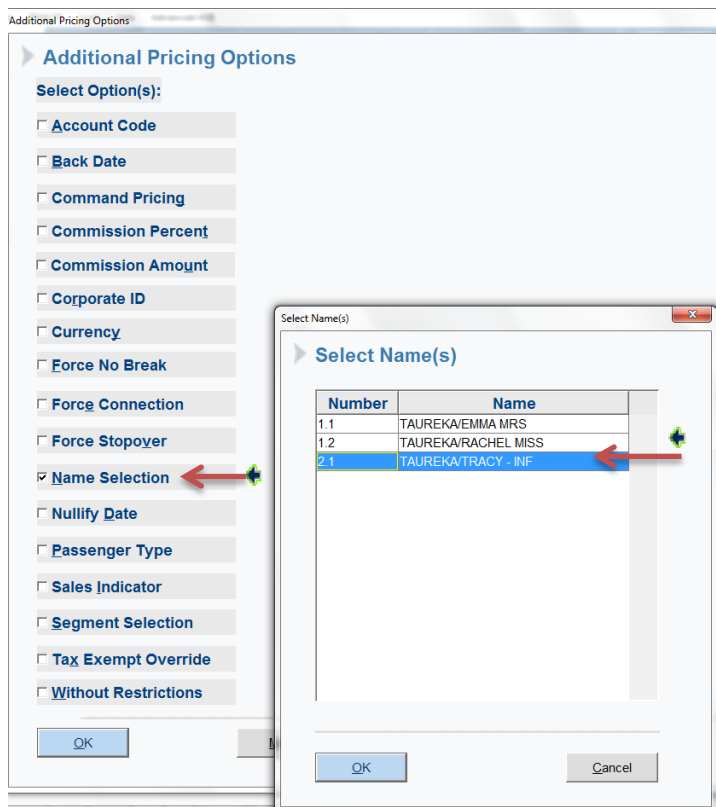 Additional Pricing Options
Additional Pricing Options
Select Option(s):
Account Code
Back Date
Command Pricing
Commission Percent
Commission Amount
Corporate ID
Currency
Force No Break
Force Connection
Force Stopover
Name Selection
Nullify Date
Passenger Type
Sales Indicator
Segment Selection
Tax Exempt Override
Without Restrictions
OK
Select Name(s)
Select Name(s)
Number Name
1.1 TAUREKA/EMMA MRS
1.2 TAUREKA/RACHEL MISS
2.1 TAUREKA/TRACY - INF
OK Cancel